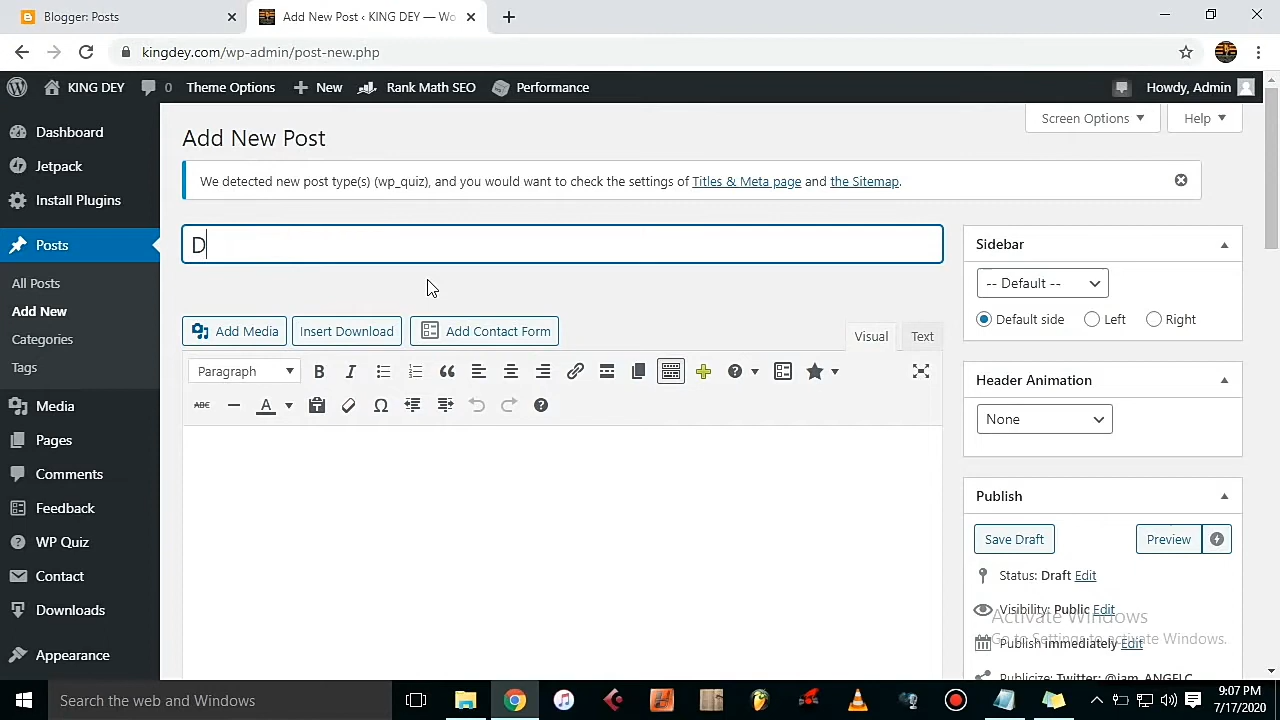 Blogger: Posts
Add New Post ‹ KING DEY — Wo
kingdey.com/wp-admin/post-new.php
KING DEY
0
Theme Options
New
Rank Math SEO
Performance
Howdy, Admin
Dashboard
Jetpack
Install Plugins
Posts
All Posts
Add New
Categories
Tags
Media
Pages
Comments
Feedback
WP Quiz
Contact
Downloads
Appearance
Screen Options
Help
Add New Post
We detected new post type(s) (wp_quiz), and you would want to check the settings of Titles & Meta page and the Sitemap.
D
Add Media
Insert Download
Add Contact Form
Visual
Text
Paragraph
B I
A
ABC
Sidebar
-- Default --
Default side
Left
Right
Header Animation
None
Publish
Save Draft
Preview
Status: Draft Edit
Visibility: Public Edit
Publish immediately Edit
Publicize: Twitter: @iam_ANGELC
Activate Windows
Go to Settings to activate Windows.
Search the web and Windows
9:07 PM
7/17/2020